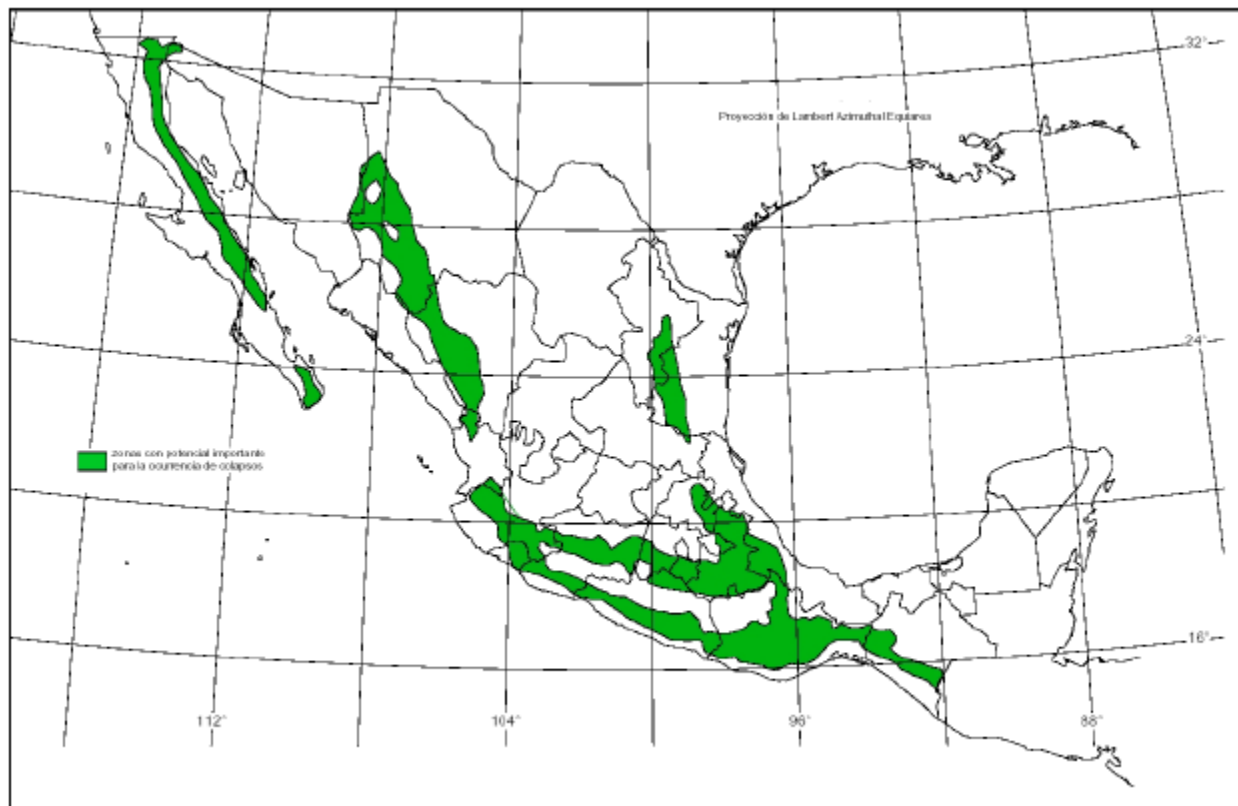 32°
Proyección de Lambert Azimuthal Equiarea
24°
zonas con potencial importante
para la ocurrencia de colapsos
16°
112°
104°
96°
88°